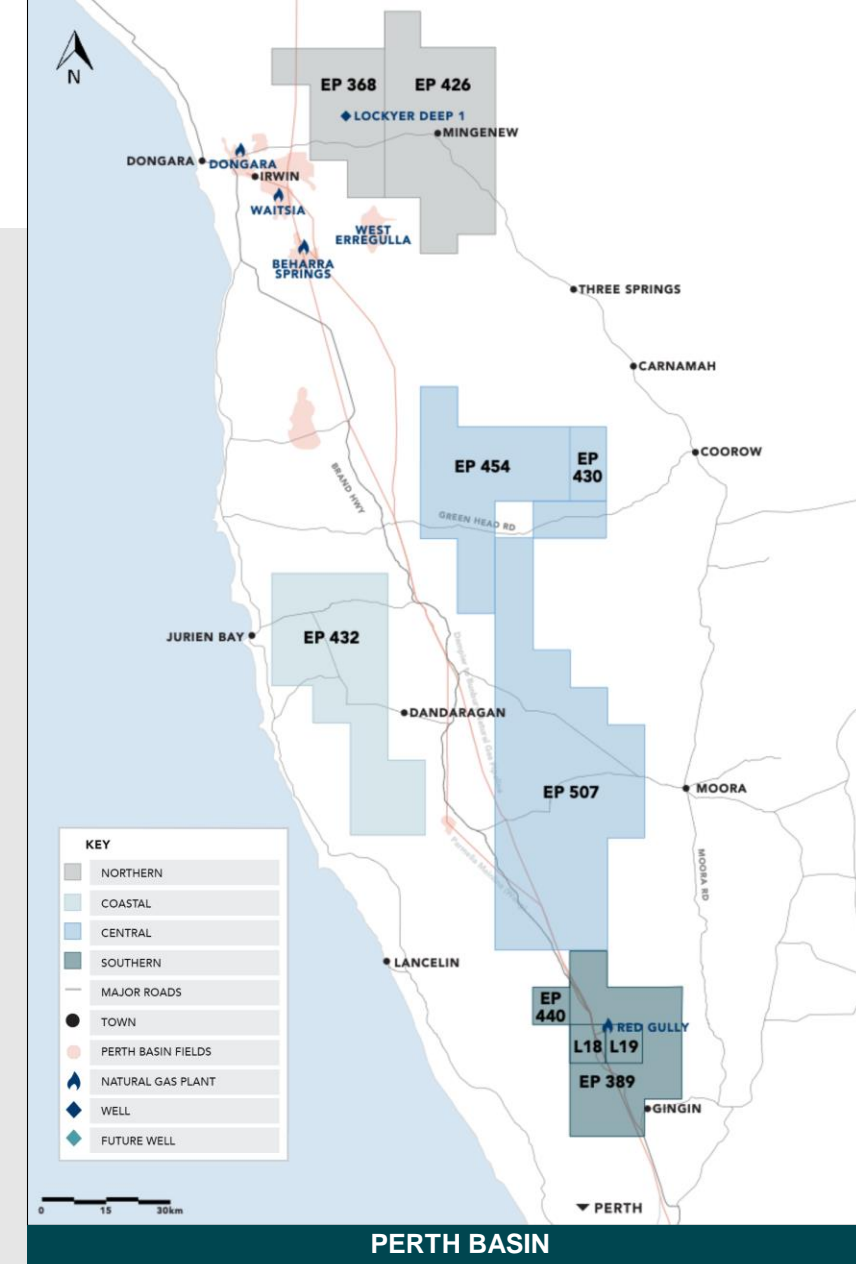 N
EP 368
EP 426
LOCKYER DEEP 1
MINGENEW
DONGARA
DONGARA
IRWIN
WAITSIA
WEST
ERREGULLA
BEHARRA
SPRINGS
THREE SPRINGS
CARNAMAH
EP 454
EP
430
COOROW
BRAND HWY
GREEN HEAD RD
JURIEN BAY
EP 432
DANDARAGAN
Natural Gas Pipeline
EP 507
MOORA
MOORA RD
KEY
NORTHERN
COASTAL
CENTRAL
SOUTHERN
MAJOR ROADS
TOWN
PERTH BASIN FIELDS
NATURAL GAS PLANT
WELL
FUTURE WELL
LANCELIN
EP
440
RED GULLY
L18
L19
EP 389
GINGIN
0 15 30km
PERTH
PERTH BASIN